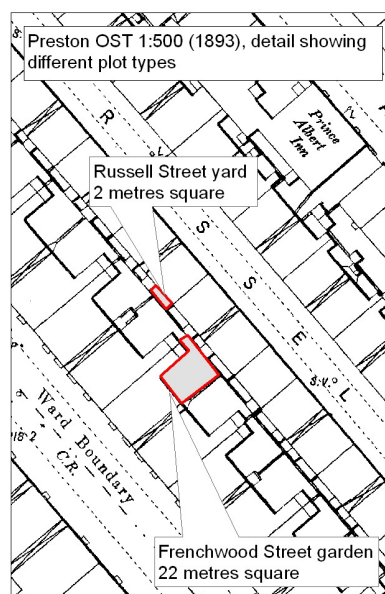 Preston OST 1:500 (1893), detail showing
different plot types
Prince
Albert
Inn
Russell Street yard
2 metres square
R
S
S
E
L
S.V.
Ward Boundary
C.R.
Frenchwood Street garden
22 metres square